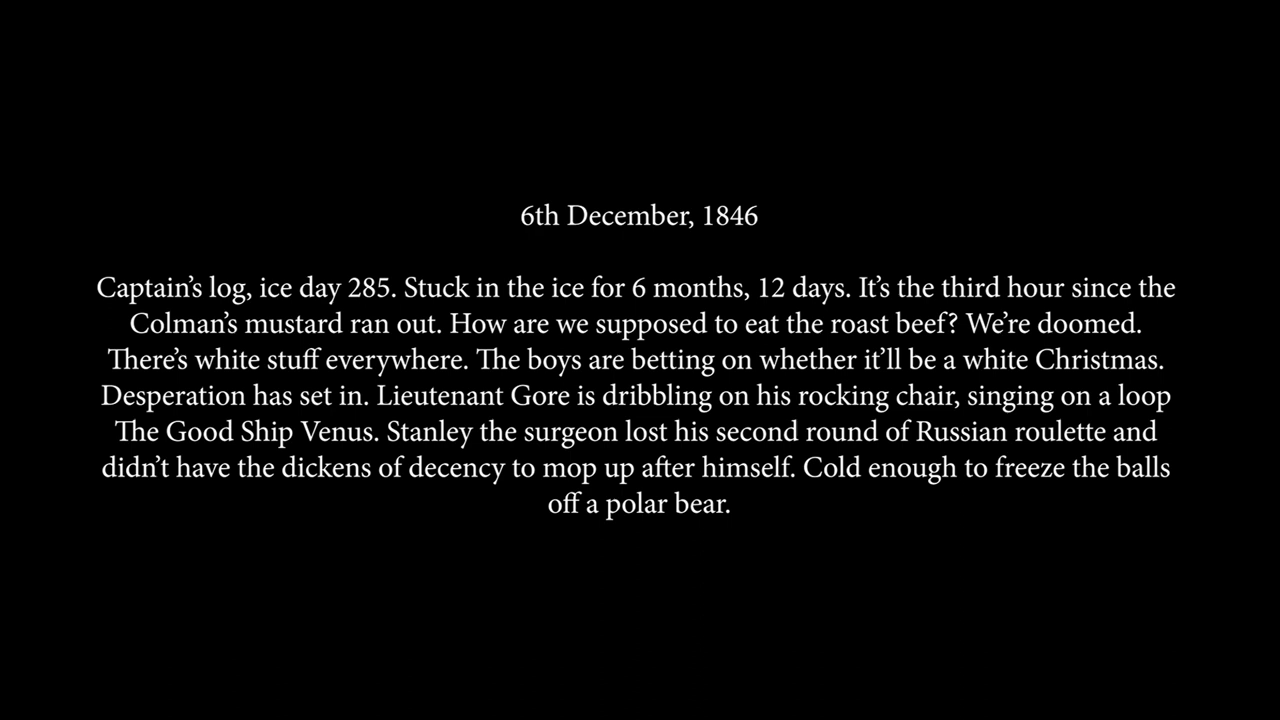 6th December, 1846
Captain’s log, ice day 285. Stuck in the ice for 6 months, 12 days. It’s the third hour since the
Colman’s mustard ran out. How are we supposed to eat the roast beef? We’re doomed.
There’s white stuff everywhere. The boys are betting on whether it’ll be a white Christmas.
Desperation has set in. Lieutenant Gore is dribbling on his rocking chair, singing on a loop
The Good Ship Venus. Stanley the surgeon lost his second round of Russian roulette and
didn’t have the dickens of decency to mop up after himself. Cold enough to freeze the balls
off a polar bear.